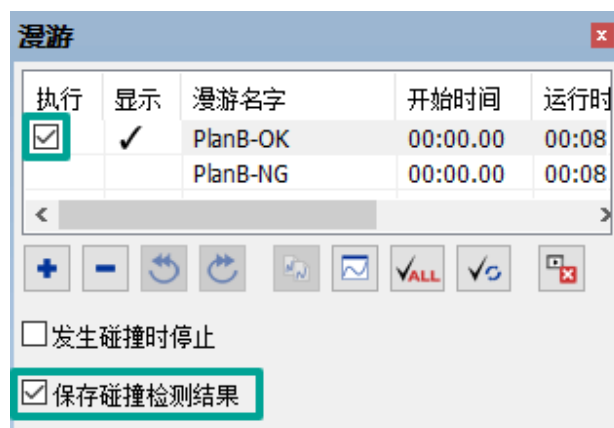 漫游
执行 显示 漫游名字 开始时间 运行时
PlanB-OK 00:00.00 00:08
PlanB-NG 00:00.00 00:08
ALL
发生碰撞时停止
保存碰撞检测结果